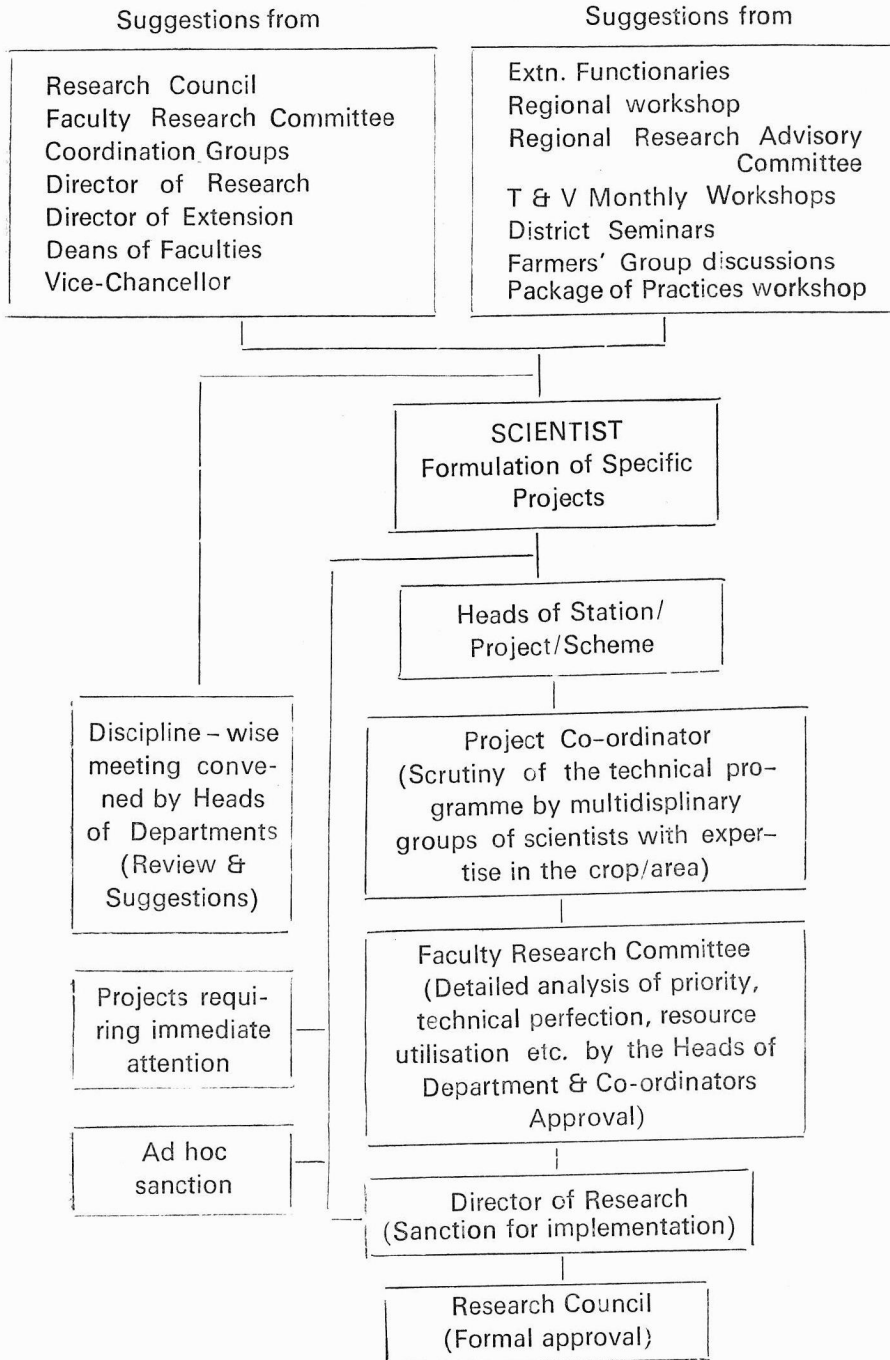 Suggestions from
Research Council
Faculty Research Committee
Coordination Groups
Director of Research
Director of Extension
Deans of Faculties
Vice-Chancellor
Suggestions from
Extn. Functionaries
Regional workshop
Regional Research Advisory
Committee
T & V Monthly Workshops
District Seminars
Farmers' Group discussions
Package of Practices workshop
SCIENTIST
Formulation of Specific
Projects
Heads of Station/
Project/Scheme
Discipline – wise
meeting conve-
ned by Heads
of Departments
(Review &
Suggestions)
Project Co-ordinator
(Scrutiny of the technical pro-
gramme by multidisplinary
groups of scientists with exper-
tise in the crop/area)
Projects requi-
ring immediate
attention
Faculty Research Committee
(Detailed analysis of priority,
technical perfection, resource
utilisation etc. by the Heads of
Department & Co-ordinators
Approval)
Ad hoc
sanction
Director of Research
(Sanction for implementation)
Research Council
(Formal approval)